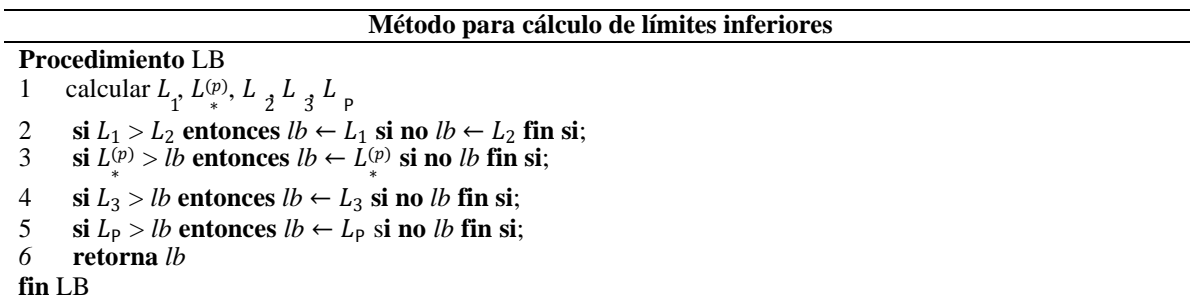 Método para cálculo de límites inferiores
Procedimiento LB
1 calcular L₁, L�*⁽ᵖ⁾, L₂, L₃, L_P
2 si L₁ > L₂ entonces lb ← L₁ si no lb ← L₂ fin si;
3 si L�*⁽ᵖ⁾ > lb entonces lb ← L�*⁽ᵖ⁾ si no lb fin si;
4 si L₃ > lb entonces lb ← L₃ si no lb fin si;
5 si L_P > lb entonces lb ← L_P si no lb fin si;
6 retorna lb
fin LB